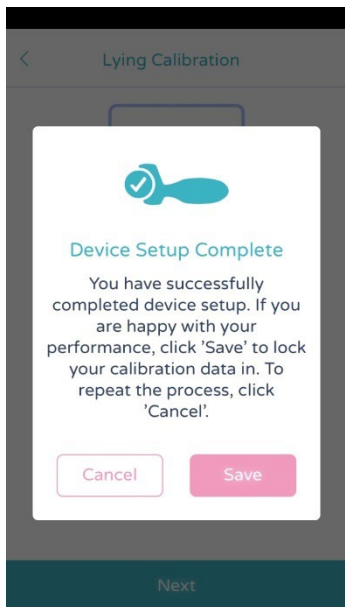 Lying Calibration
Device Setup Complete
You have successfully
completed device setup. If you
are happy with your
performance, click ’Save’ to lock
your calibration data in. To
repeat the process, click
’Cancel’.
Cancel
Save
Next